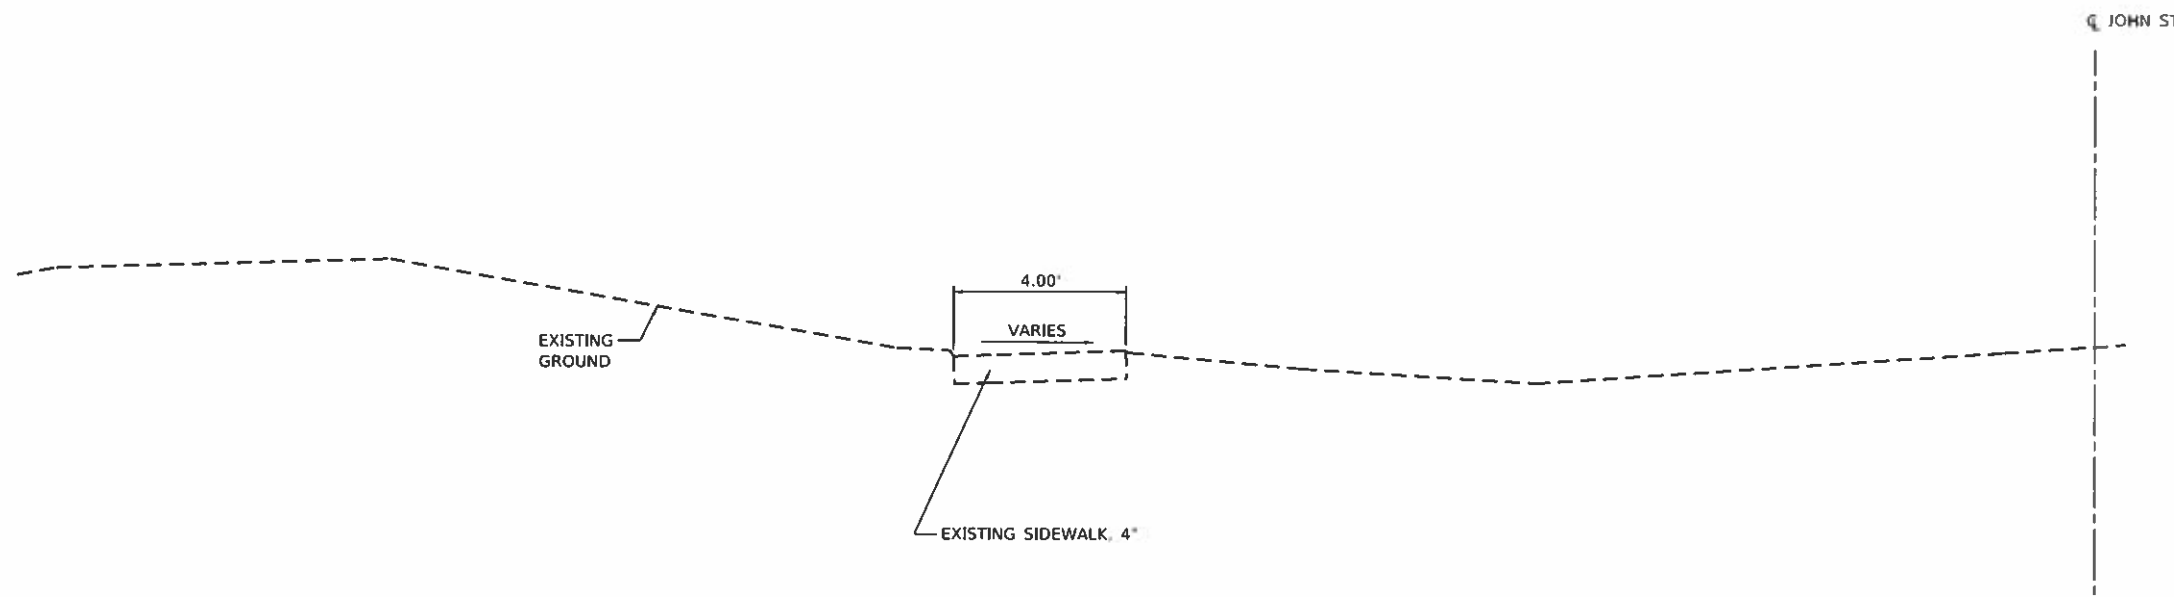 ℄ JOHN ST
4.00'
VARIES
EXISTING
GROUND
EXISTING SIDEWALK, 4"